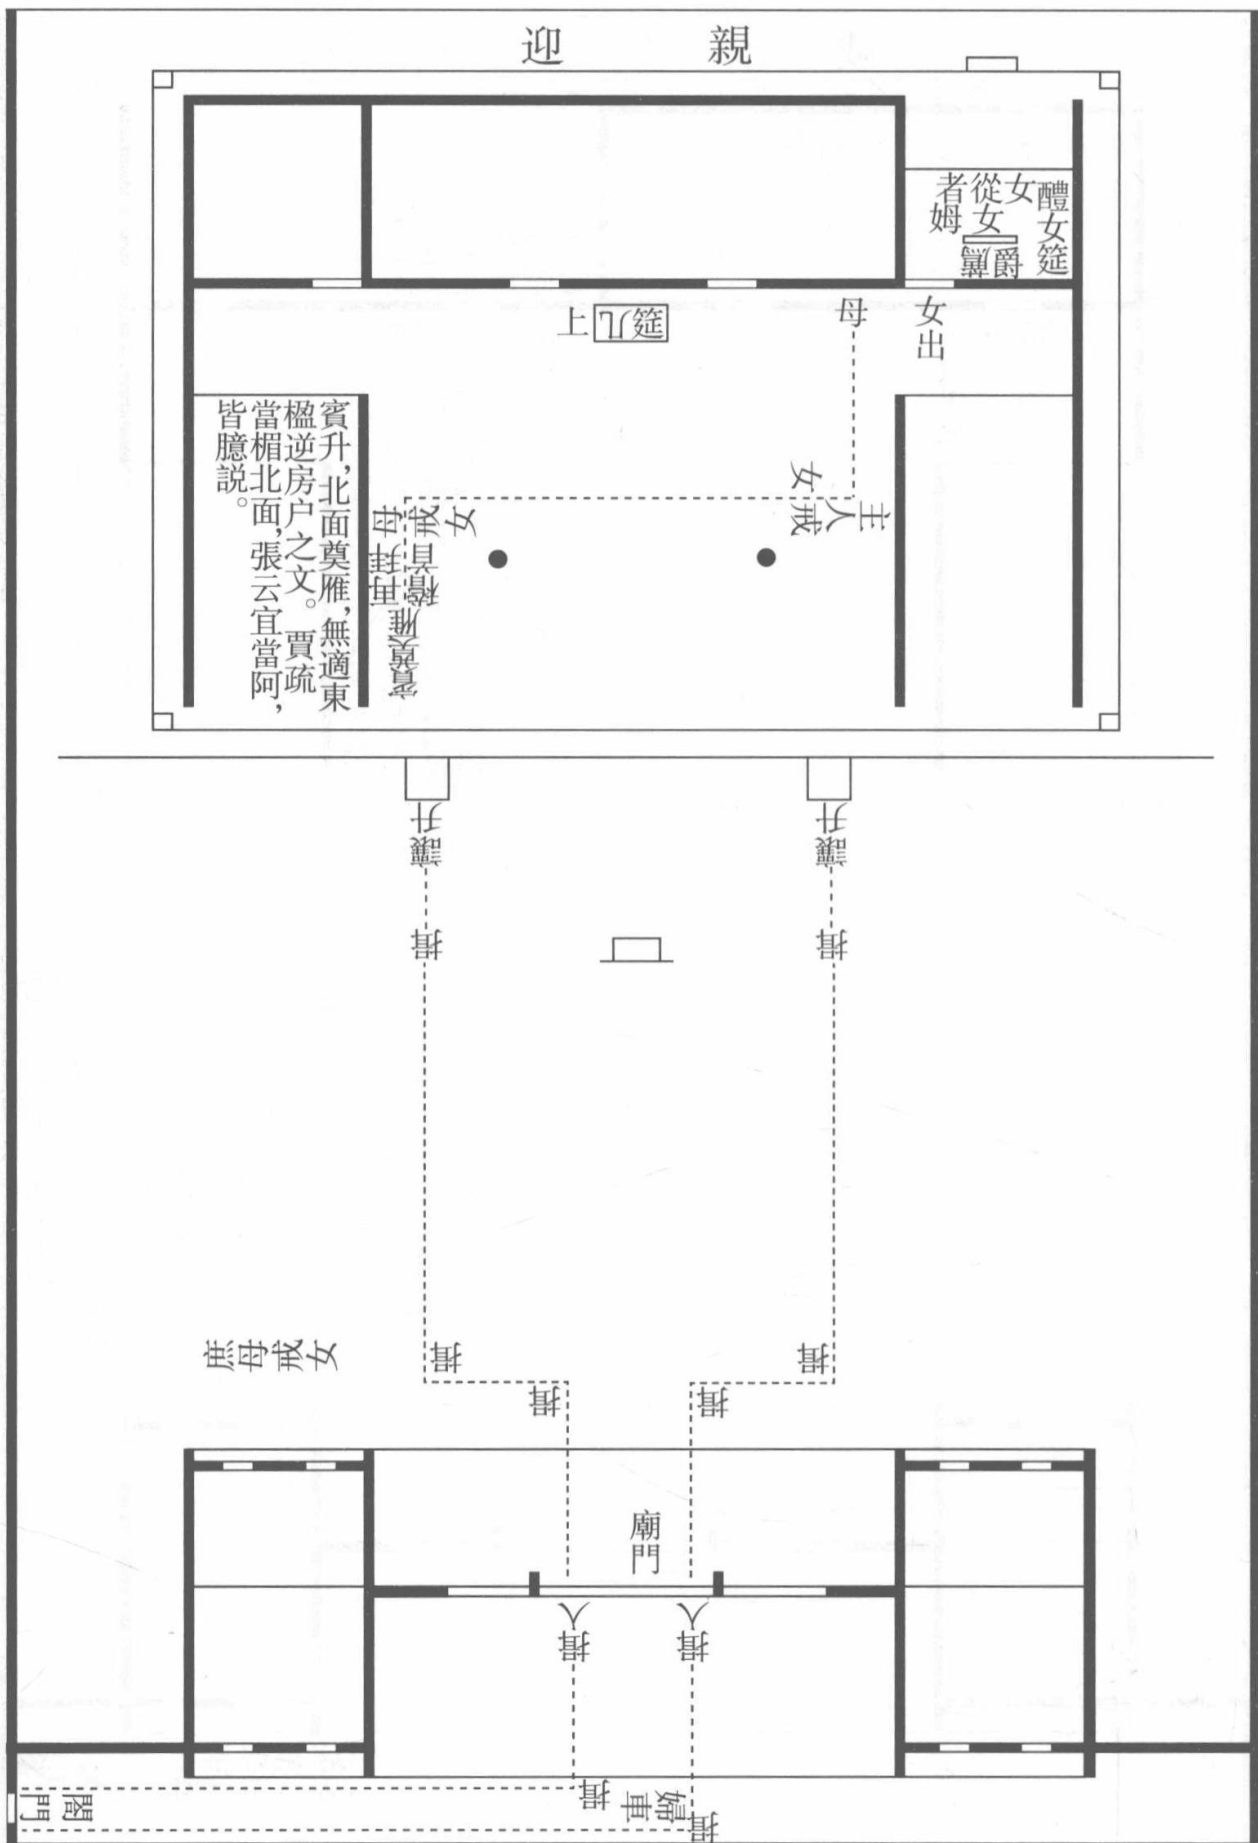 親迎
醴女筵
女
從女
者姆
爵
篚
母
女出
上
筵几
主人戒
女
女
戒
母
再拜
稽首
賓奠雁
賓升，北面奠雁，無適東
楹逆房户之文。賈疏
當楣北面，張云宜當阿，
皆臆説。
讓升
讓升
揖
揖
庶母戒女
揖
揖
揖
揖
廟門
揖入
揖入
揖
揖
婦車
閤門